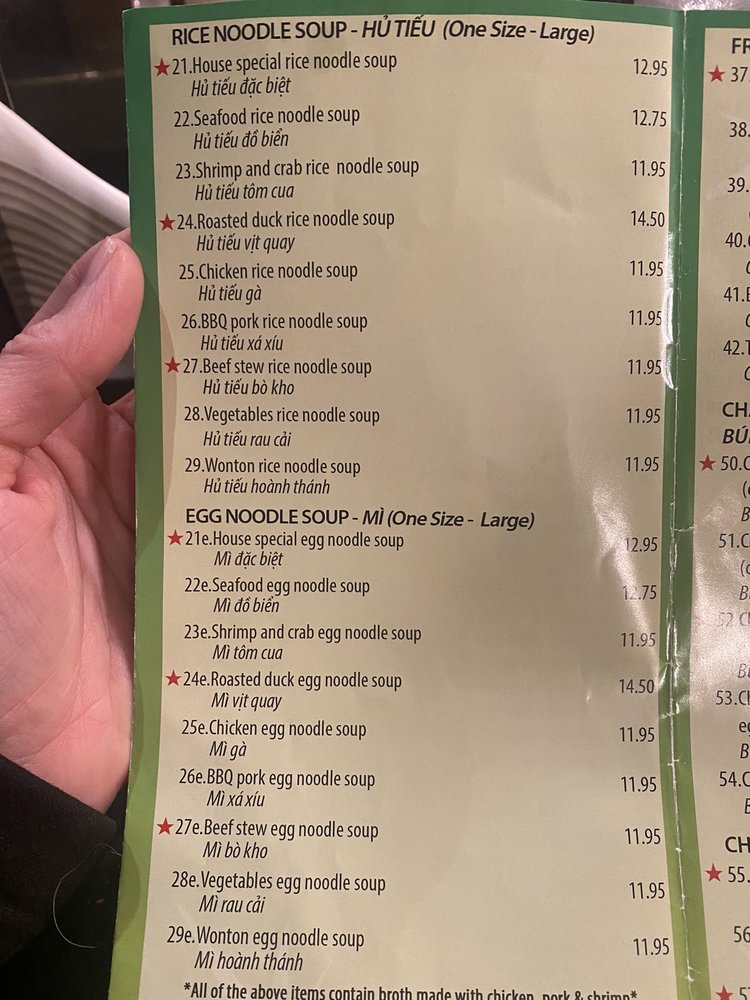 RICE NOODLE SOUP - HỦ TIẾU (One Size - Large)
★21.House special rice noodle soup 12.95
Hủ tiếu đặc biệt
22.Seafood rice noodle soup 12.75
Hủ tiếu đồ biển
23.Shrimp and crab rice noodle soup 11.95
Hủ tiếu tôm cua
★24.Roasted duck rice noodle soup 14.50
Hủ tiếu vịt quay
25.Chicken rice noodle soup 11.95
Hủ tiếu gà
26.BBQ pork rice noodle soup 11.95
Hủ tiếu xá xíu
★27.Beef stew rice noodle soup 11.95
Hủ tiếu bò kho
28.Vegetables rice noodle soup 11.95
Hủ tiếu rau cải
29.Wonton rice noodle soup 11.95
Hủ tiếu hoành thánh
EGG NOODLE SOUP - MÌ (One Size - Large)
★21e.House special egg noodle soup 12.95
Mì đặc biệt
22e.Seafood egg noodle soup 12.75
Mì đồ biển
23e.Shrimp and crab egg noodle soup 11.95
Mì tôm cua
★24e.Roasted duck egg noodle soup 14.50
Mì vịt quay
25e.Chicken egg noodle soup 11.95
Mì gà
26e.BBQ pork egg noodle soup 11.95
Mì xá xíu
★27e.Beef stew egg noodle soup 11.95
Mì bò kho
28e.Vegetables egg noodle soup 11.95
Mì rau cải
29e.Wonton egg noodle soup 11.95
Mì hoành thánh
*All of the above items contain broth made with chicken, pork & shrimp*
FR
★ 37
38.
39.
40.
41.
42.
CH
BÚ
★ 50.
51.
52
53.
54.
CH
★ 55.
56